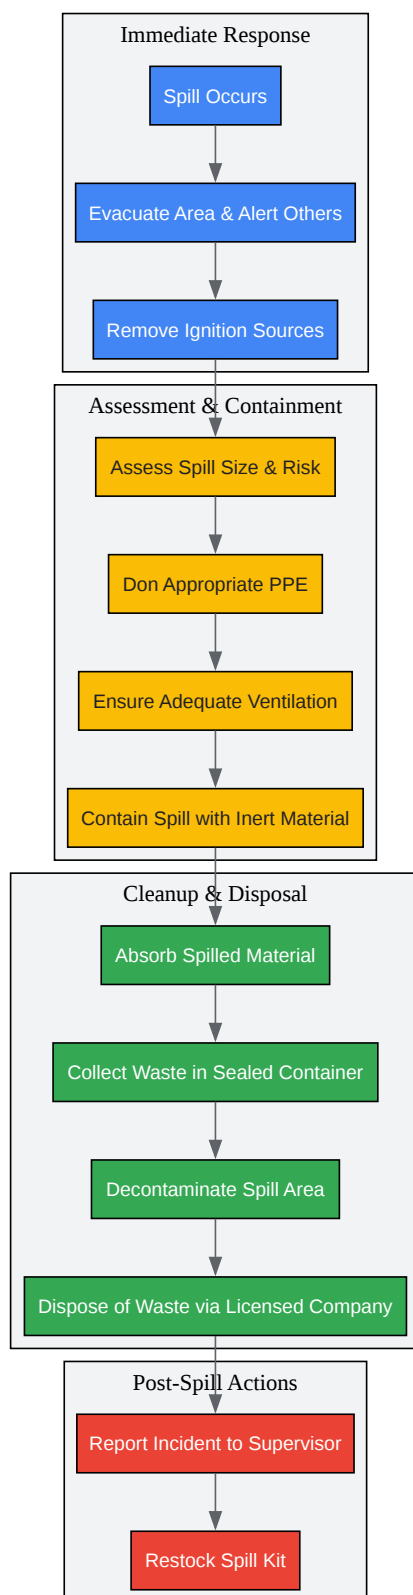 Immediate Response
Spill Occurs
Evacuate Area & Alert Others
Remove Ignition Sources
Assessment & Containment
Assess Spill Size & Risk
Don Appropriate PPE
Ensure Adequate Ventilation
Contain Spill with Inert Material
Cleanup & Disposal
Absorb Spilled Material
Collect Waste in Sealed Container
Decontaminate Spill Area
Dispose of Waste via Licensed Company
Post-Spill Actions
Report Incident to Supervisor
Restock Spill Kit